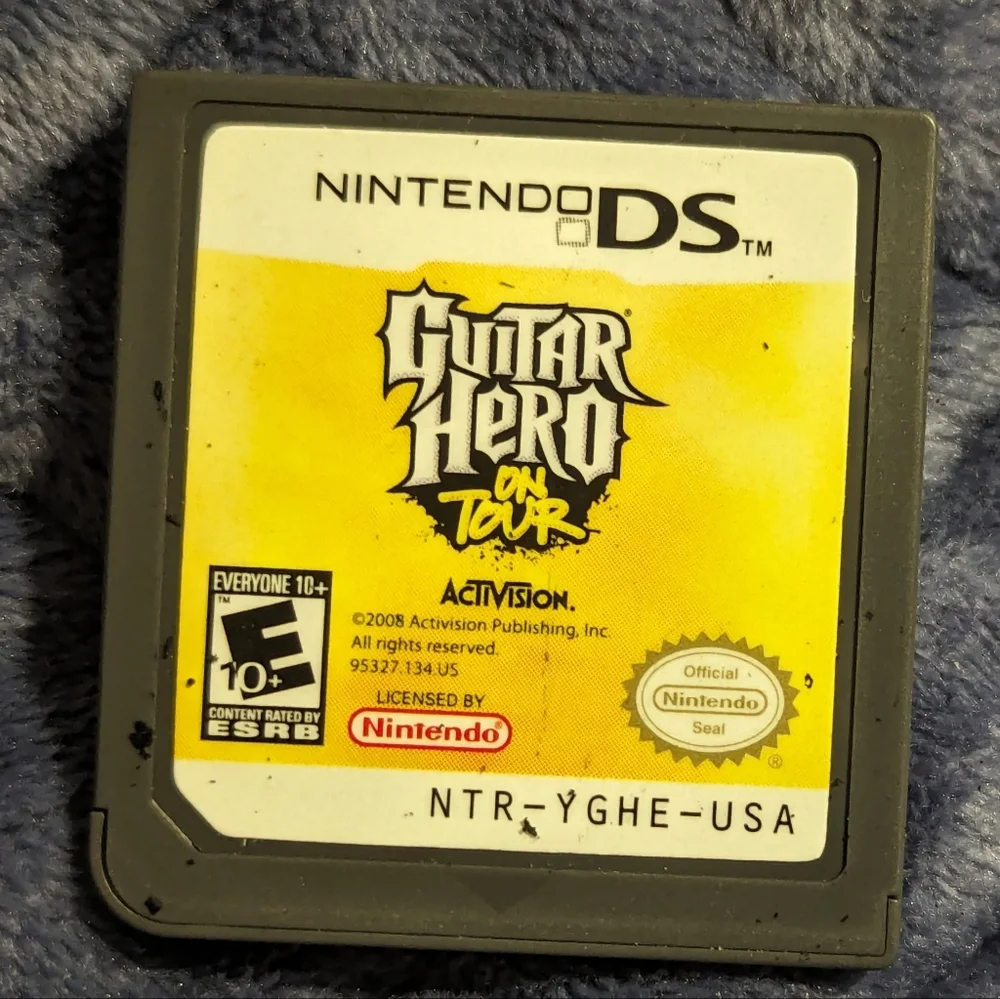 NINTENDO DS™
GUITAR
HERO®
ON
TOUR
ACTIVISION.
©2008 Activision Publishing, Inc.
All rights reserved.
95327.134.US
LICENSED BY
Nintendo®
EVERYONE 10+
™
E
10+
CONTENT RATED BY
ESRB
Official
Nintendo
Seal
®
NTR-YGHE-USA